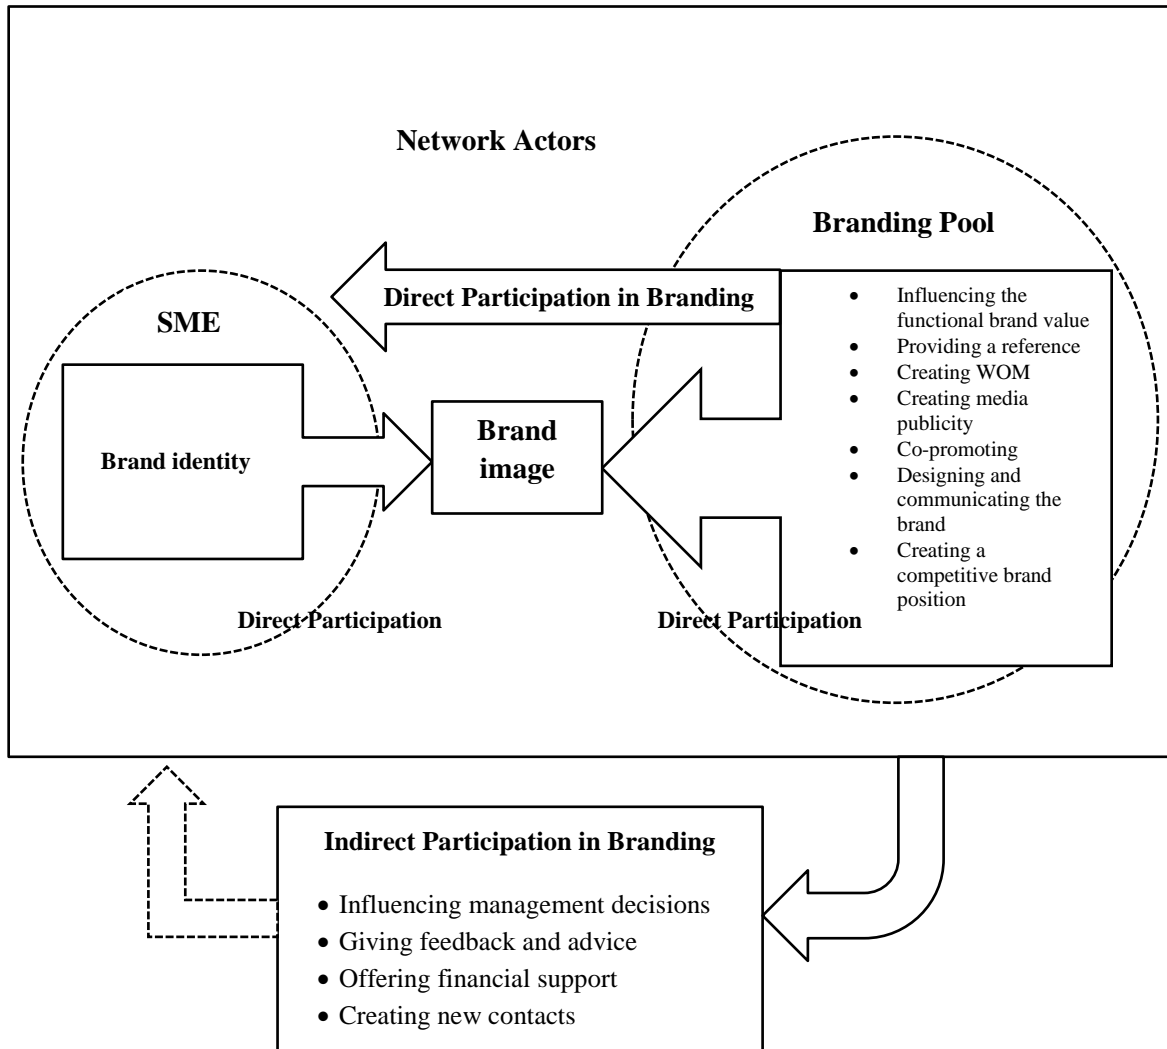 Network Actors
Branding Pool
Direct Participation in Branding
SME
Brand identity
Brand
image
• Influencing the
functional brand value
• Providing a reference
• Creating WOM
• Creating media
publicity
• Co-promoting
• Designing and
communicating the
brand
• Creating a
competitive brand
position
Direct Participation
Direct Participation
Indirect Participation in Branding
• Influencing management decisions
• Giving feedback and advice
• Offering financial support
• Creating new contacts